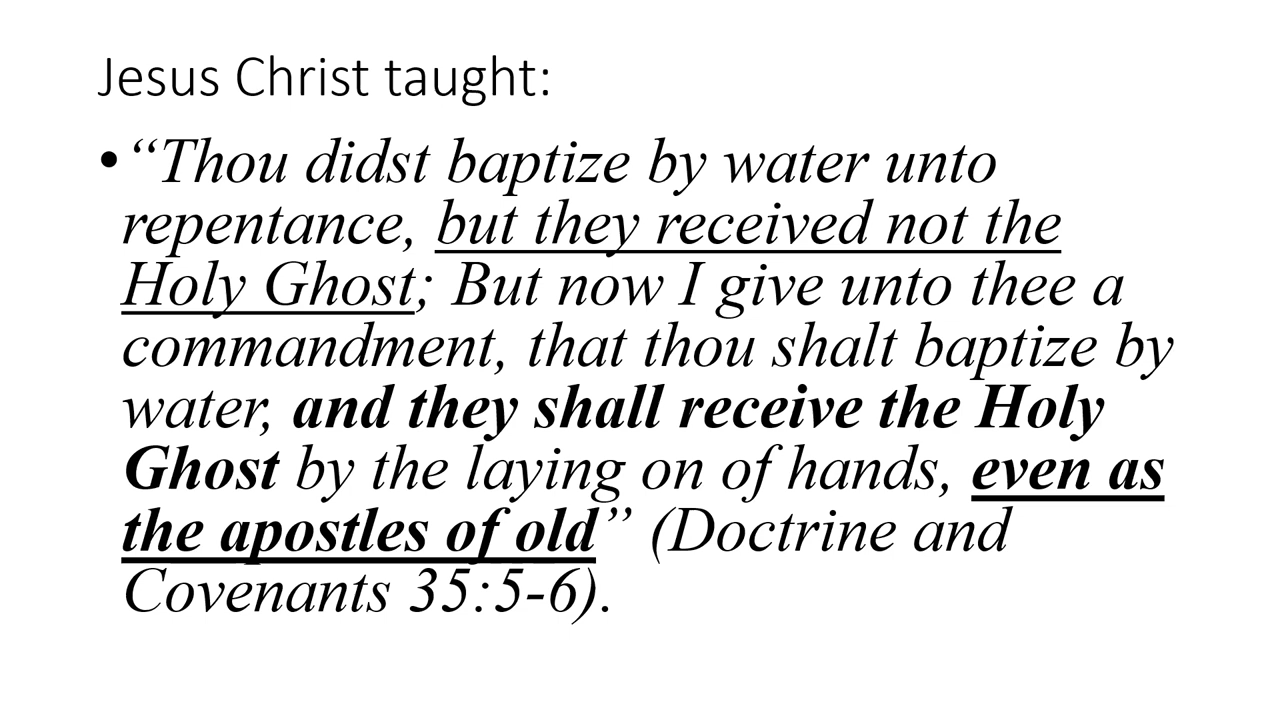 Jesus Christ taught:
•“Thou didst baptize by water unto
repentance, but they received not the
Holy Ghost; But now I give unto thee a
commandment, that thou shalt baptize by
water, and they shall receive the Holy
Ghost by the laying on of hands, even as
the apostles of old” (Doctrine and
Covenants 35:5-6).